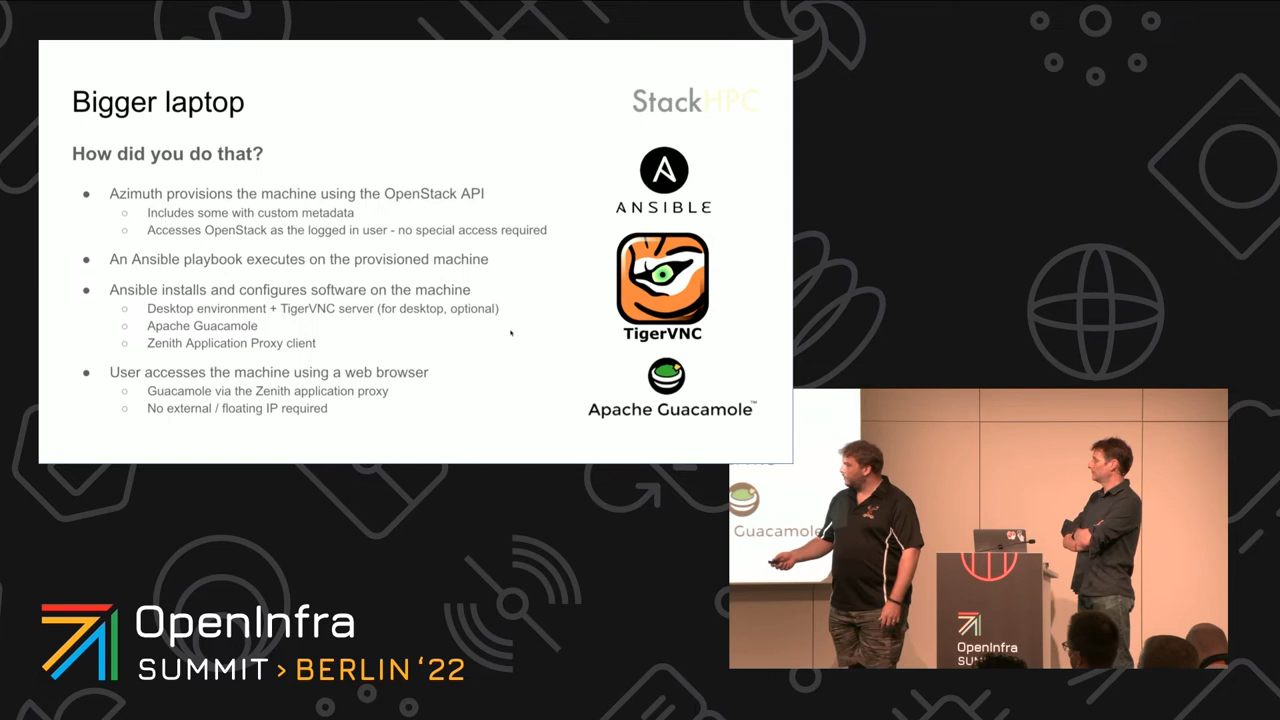 Bigger laptop
StackHPC
How did you do that?
● Azimuth provisions the machine using the OpenStack API
○ Includes some with custom metadata
○ Accesses OpenStack as the logged in user - no special access required
● An Ansible playbook executes on the provisioned machine
● Ansible installs and configures software on the machine
○ Desktop environment + TigerVNC server (for desktop, optional)
○ Apache Guacamole
○ Zenith Application Proxy client
● User accesses the machine using a web browser
○ Guacamole via the Zenith application proxy
○ No external / floating IP required
ANSIBLE
TigerVNC
Apache Guacamole™
Guacamole
OpenInfra
SUMMIT > BERLIN ‘22
OpenInfra